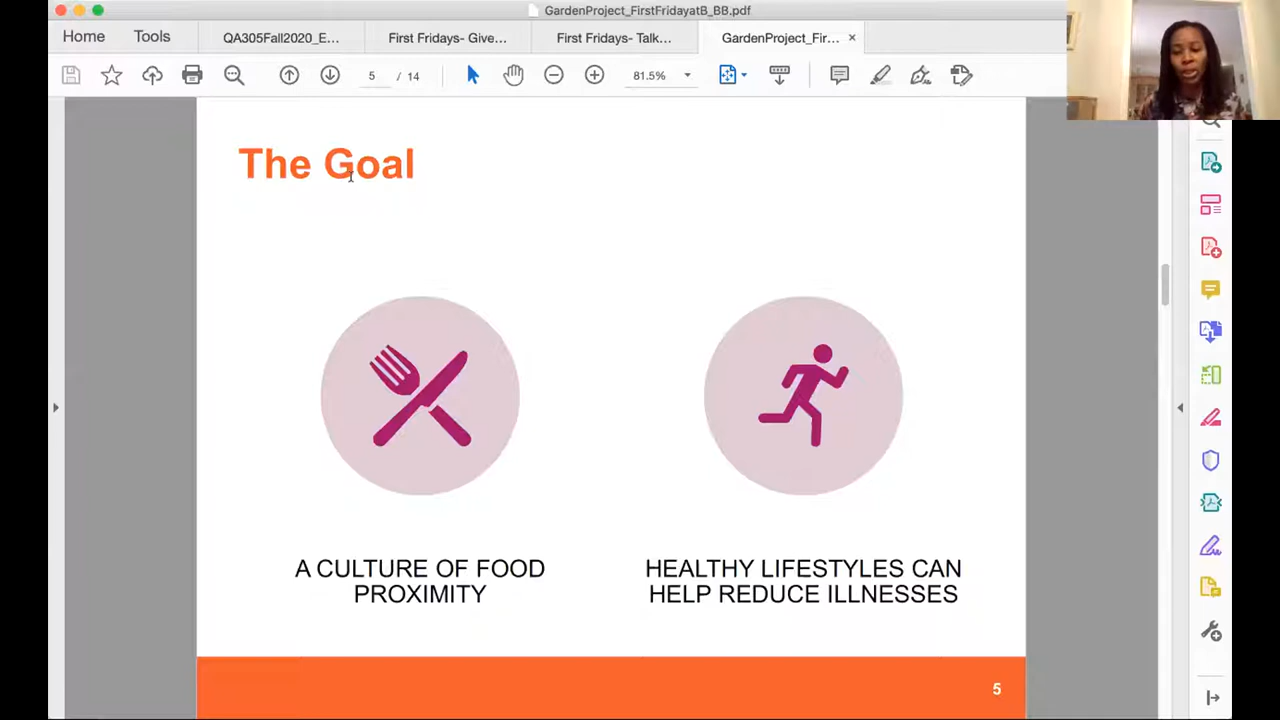 GardenProject_FirstFridayatB_BB.pdf
Home Tools QA305Fall2020_E... First Fridays- Give... First Fridays- Talk... GardenProject_Fir... ×
5 / 14 81.5%
The Goal
A CULTURE OF FOOD
PROXIMITY
HEALTHY LIFESTYLES CAN
HELP REDUCE ILLNESSES
5